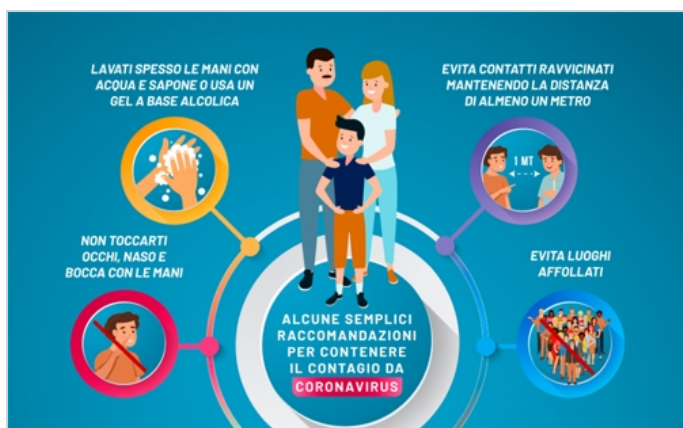 LAVATI SPESSO LE MANI CON
ACQUA E SAPONE O USA UN
GEL A BASE ALCOLICA
EVITA CONTATTI RAVVICINATI
MANTENENDO LA DISTANZA
DI ALMENO UN METRO
1 MT
NON TOCCARTI
OCCHI, NASO E
BOCCA CON LE MANI
EVITA LUOGHI
AFFOLLATI
ALCUNE SEMPLICI
RACCOMANDAZIONI
PER CONTENERE
IL CONTAGIO DA
CORONAVIRUS